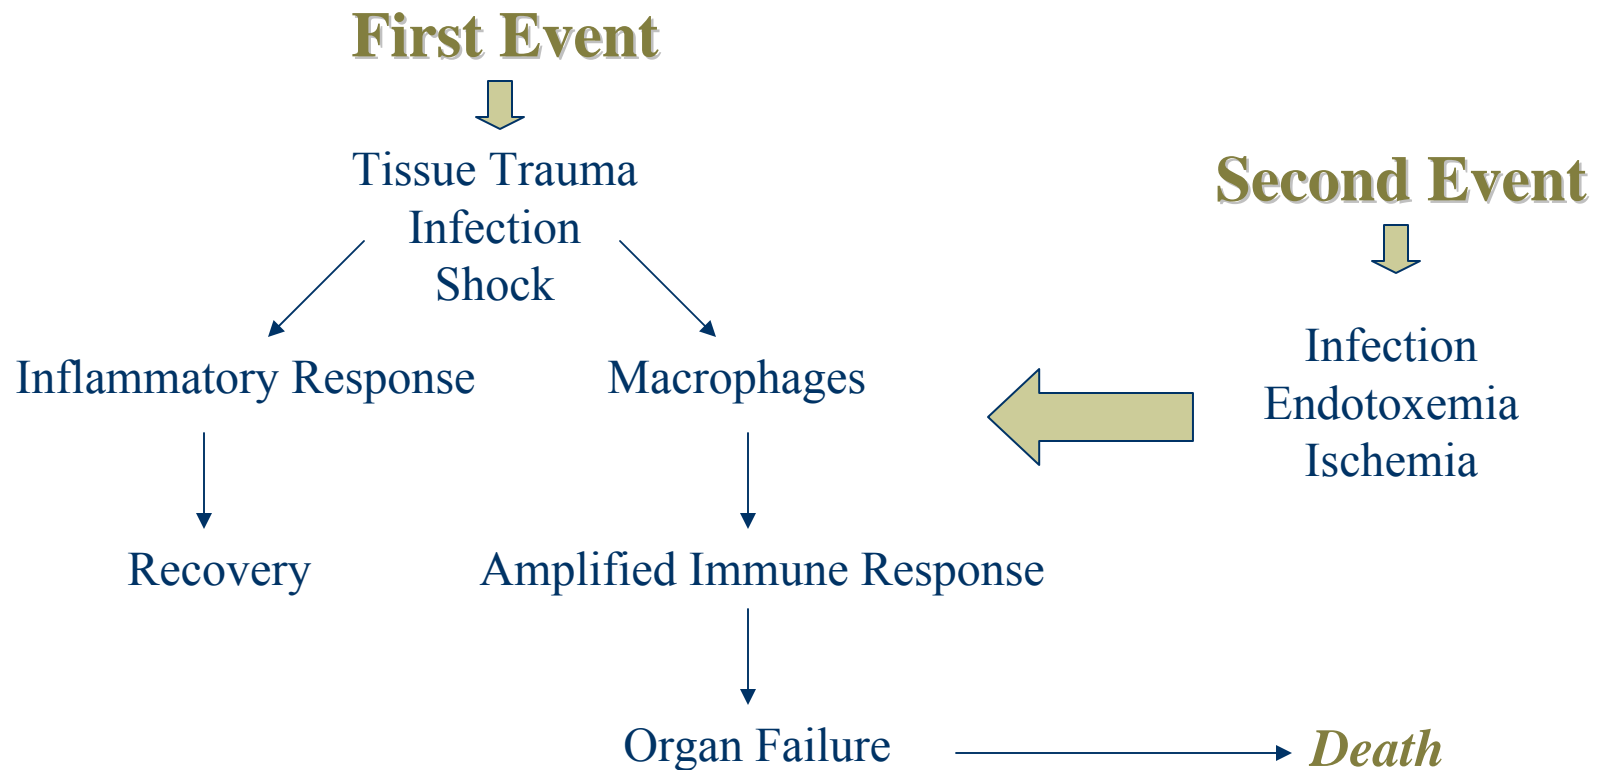 First Event
Tissue Trauma
Infection
Shock
Inflammatory Response
Macrophages
Recovery
Amplified Immune Response
Organ Failure
Death
Second Event
Infection
Endotoxemia
Ischemia